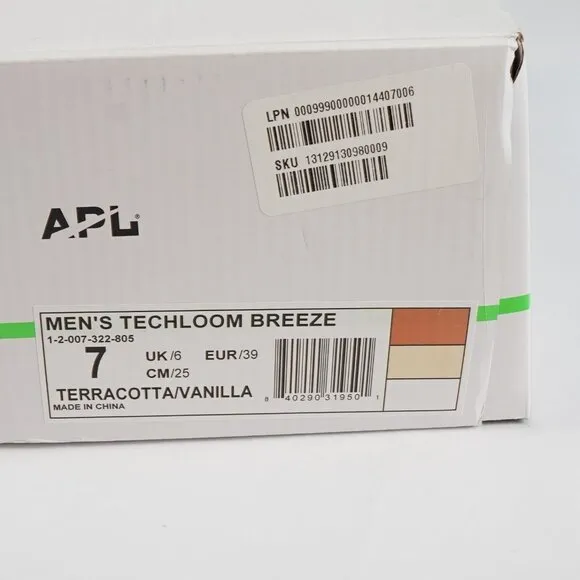 LPN 00099900000014407006
SKU 13129130980009
APL®
MEN'S TECHLOOM BREEZE
1-2-007-322-805
7 UK/6 EUR/39
CM/25
TERRACOTTA/VANILLA
8 40290 31950 1
MADE IN CHINA